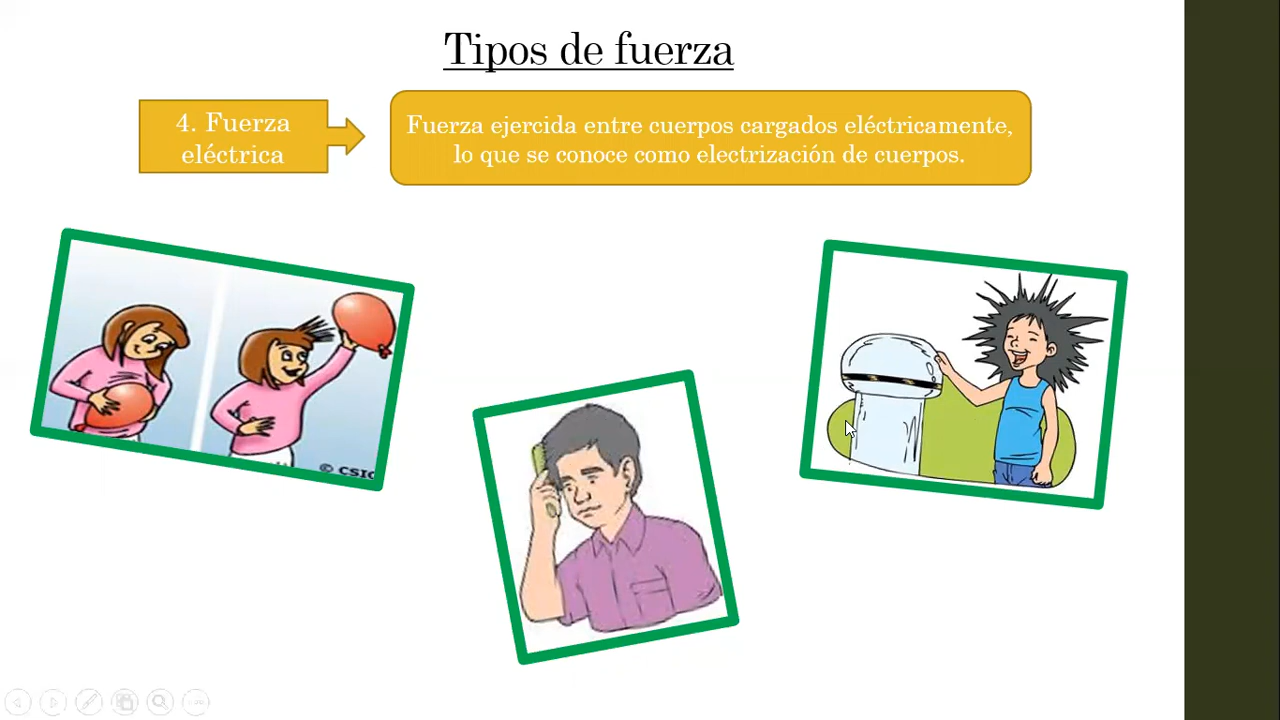 Tipos de fuerza
4. Fuerza
eléctrica
Fuerza ejercida entre cuerpos cargados eléctricamente,
lo que se conoce como electrización de cuerpos.
© CSIC